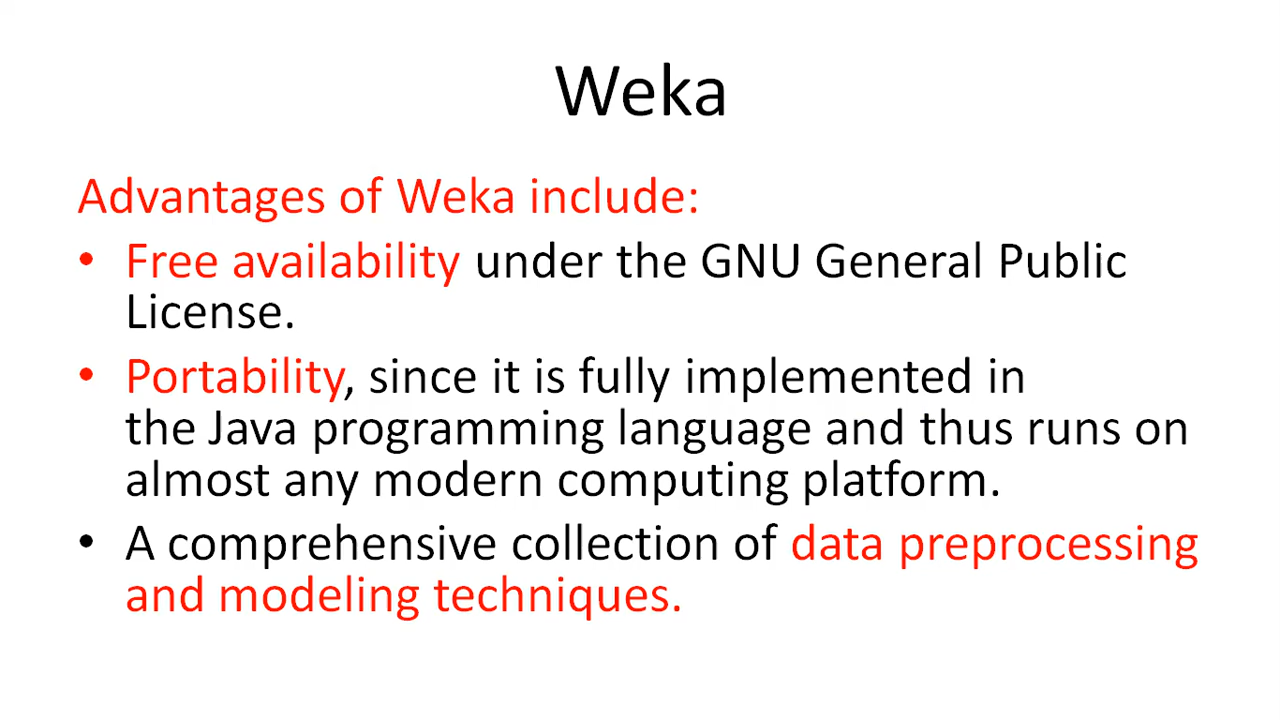 Weka
Advantages of Weka include:
• Free availability under the GNU General Public
License.
• Portability, since it is fully implemented in
the Java programming language and thus runs on
almost any modern computing platform.
• A comprehensive collection of data preprocessing
and modeling techniques.